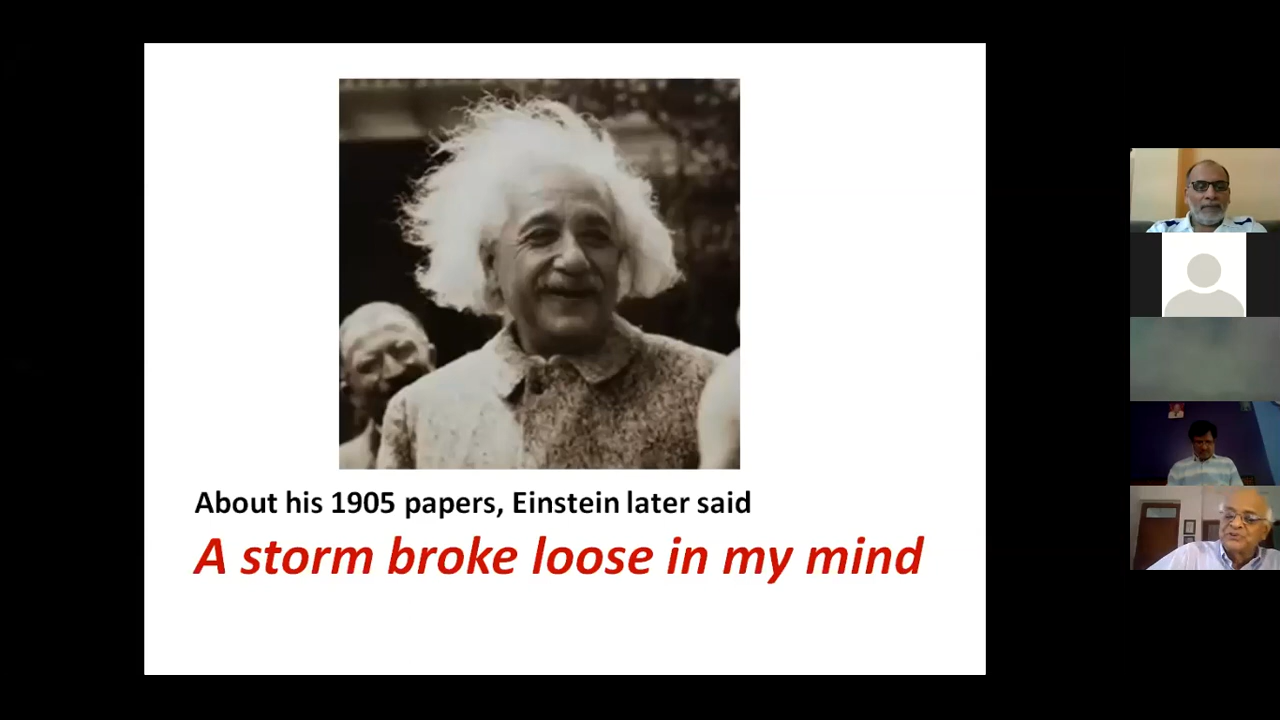 About his 1905 papers, Einstein later said
A storm broke loose in my mind